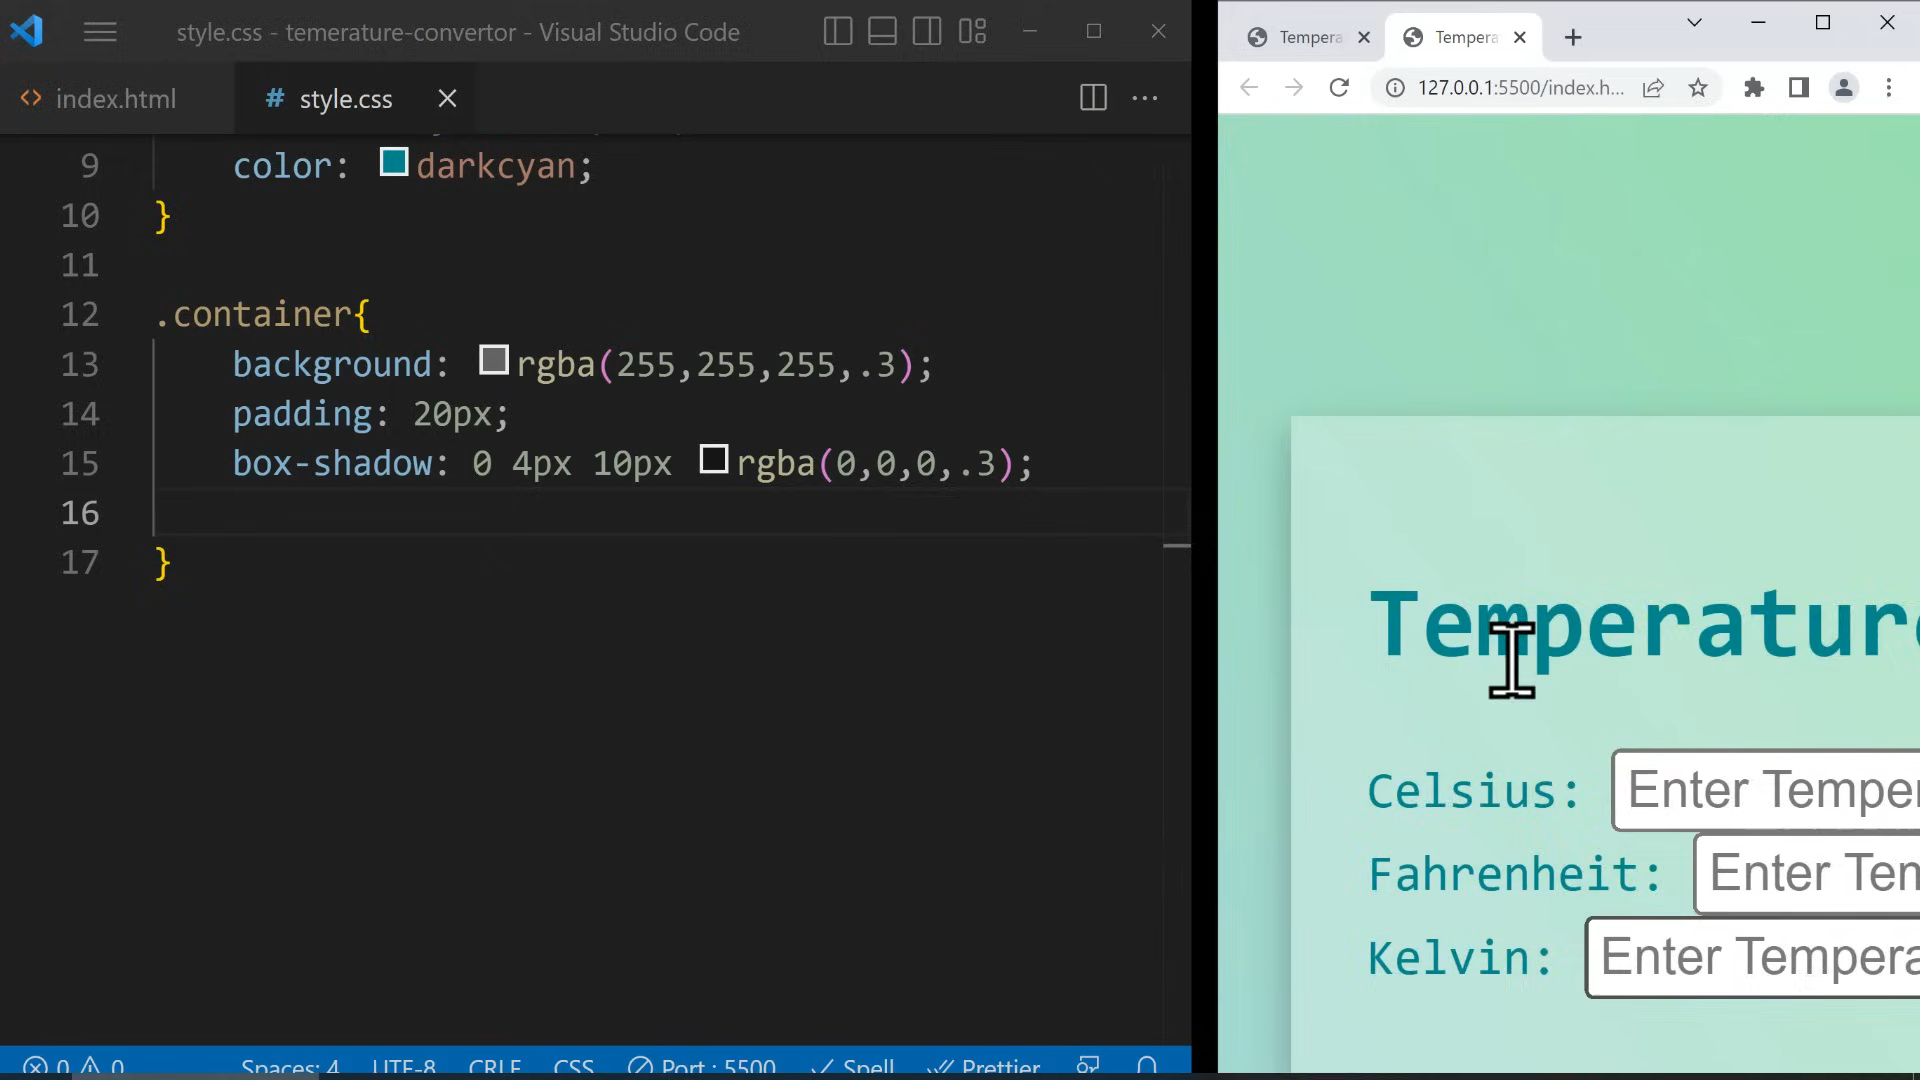 style.css - temerature-convertor - Visual Studio Code
index.html
# style.css
9 color: darkcyan;
10 }
11
12 .container{
13 background: rgba(255,255,255,.3);
14 padding: 20px;
15 box-shadow: 0 4px 10px rgba(0,0,0,.3);
16
17 }
0 0 Spaces: 4 UTF-8 CRLF CSS Port : 5500 Spell Prettier
Tempera
Tempera
127.0.0.1:5500/index.h...
Temperature
Celsius: Enter Temper
Fahrenheit: Enter Tem
Kelvin: Enter Tempera